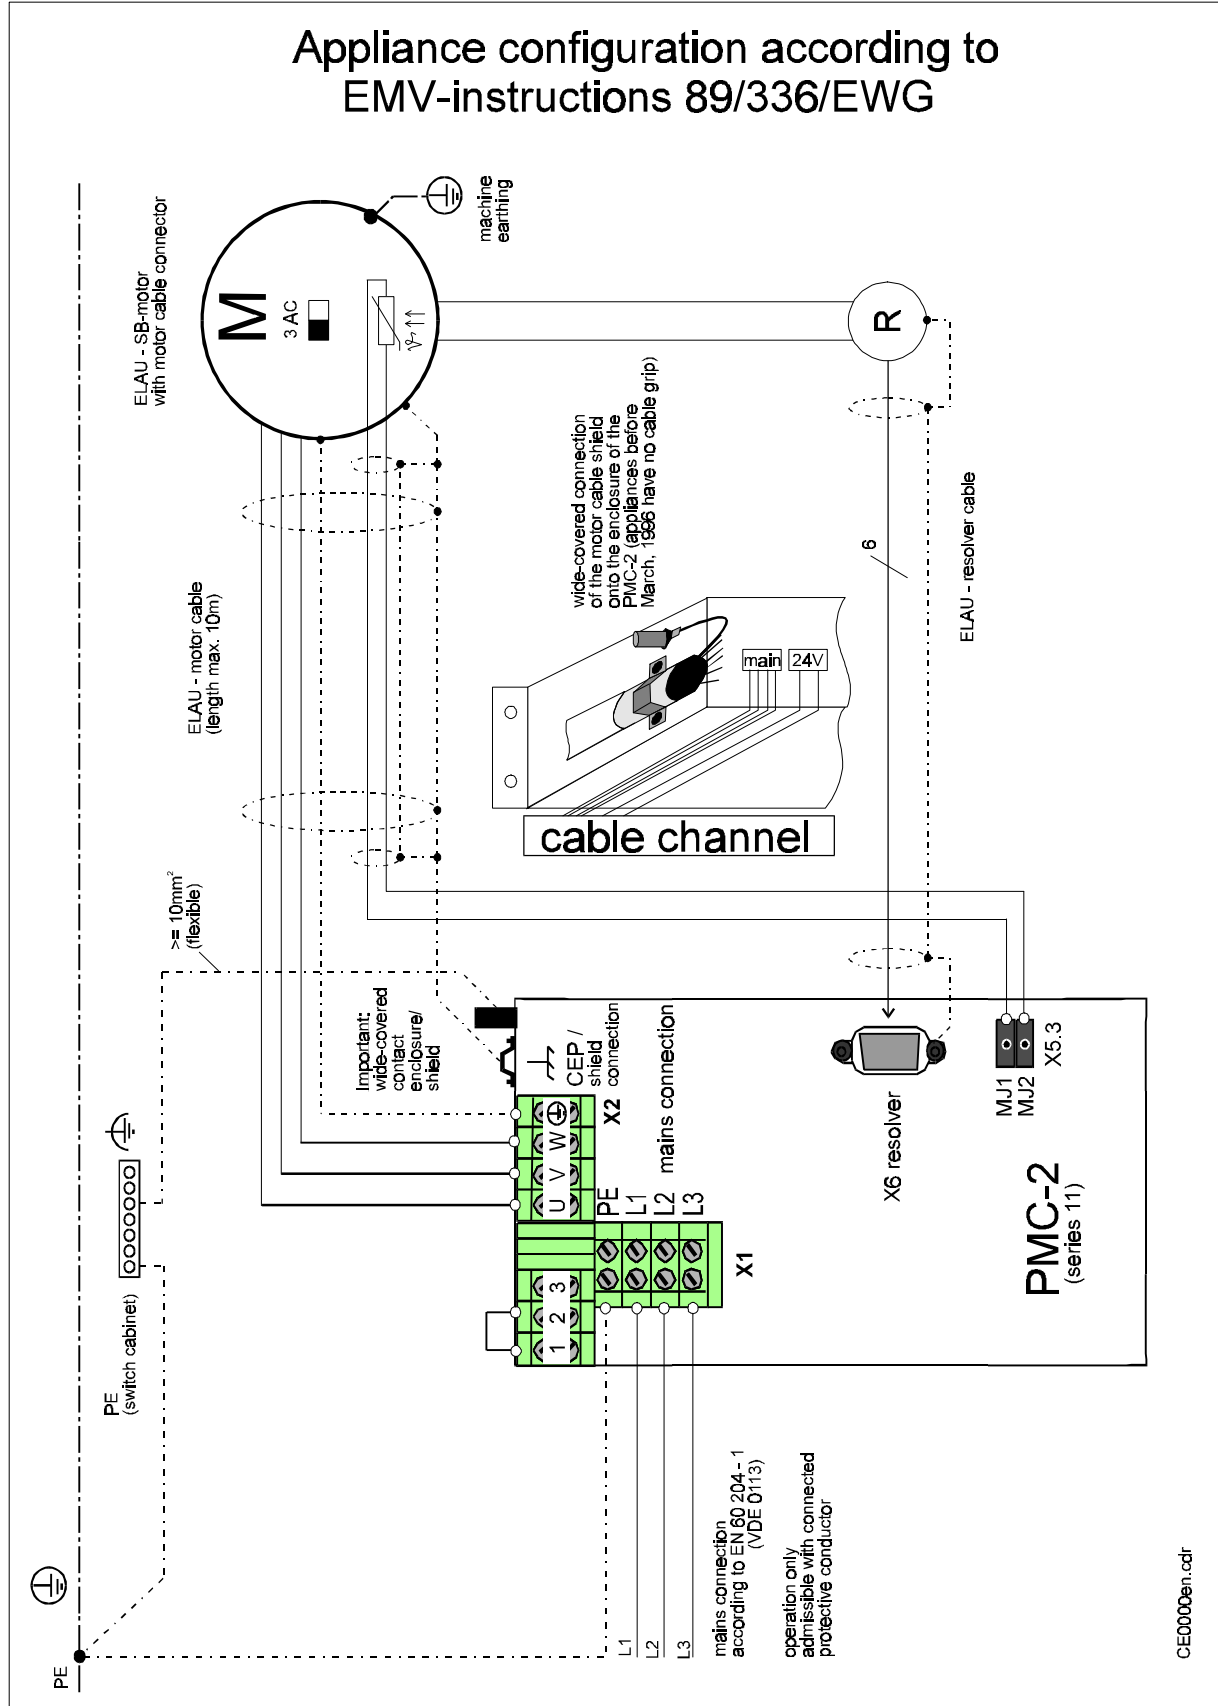 Appliance configuration according to
EMV-instructions 89/336/EWG
machine
earthing
ELAU - SB-motor
with motor cable connector
M
3 AC
ϑ
R
wide-covered connection
of the motor cable shield
onto the enclosure of the
PMC-2 (appliances before
March, 1996 have no cable grip)
ELAU - motor cable
(length max. 10m)
6
ELAU - resolver cable
main
24V
cable channel
>= 10mm²
(flexible)
Important:
wide-covered
contact
enclosure/
shield
CEP /
shield
connection
X2
mains connection
U V W
PE
L1
L2
L3
X1
1 2 3
X6 resolver
MJ1
MJ2
X5.3
PMC-2
(series 11)
PE
(switch cabinet)
PE
L1
L2
L3
mains connection
according to EN 60 204 - 1
(VDE 0113)
operation only
admissible with connected
protective conductor
CE0000en.cdr